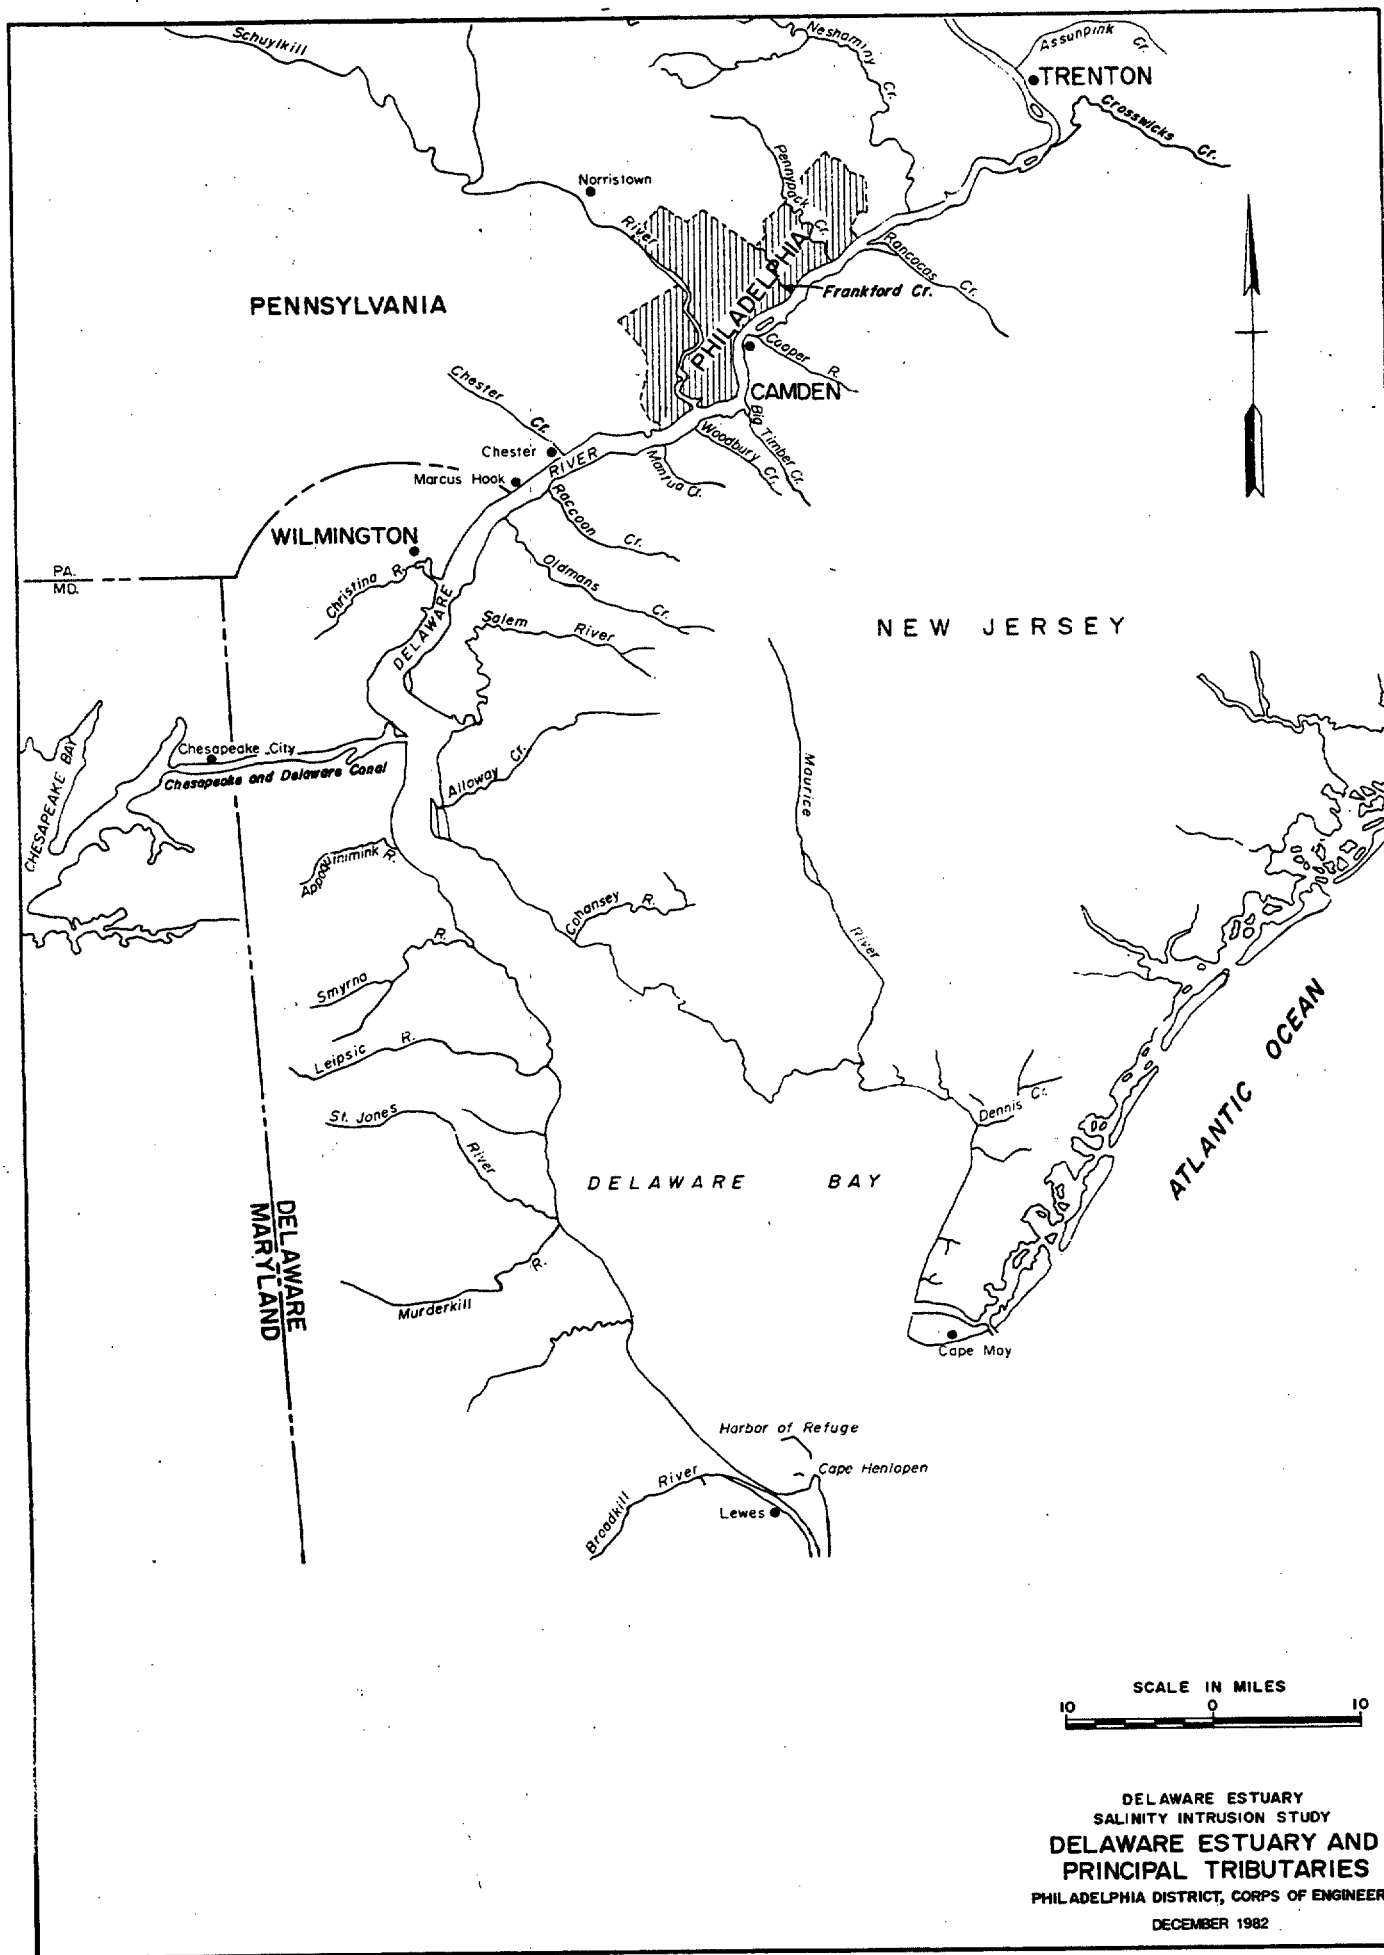 Schuylkill
Neshaminy
Cr.
Assunpink
Cr.
TRENTON
Crosswicks
Cr.
Norristown
River
Pennypack
Cr.
PHILADELPHIA
Rancocas
Cr.
Frankford Cr.
PENNSYLVANIA
Cooper
R.
CAMDEN
Chester
Cr.
Big Timber Cr.
Woodbury
Cr.
Chester
RIVER
Mantua Cr.
Marcus Hook
Raccoon
Cr.
WILMINGTON
Oldmans
Cr.
PA.
MD.
Christina
R.
DELAWARE
Salem
River
NEW JERSEY
CHESAPEAKE BAY
Chesapeake City
Chesapeake and Delaware Canal
Alloway
Cr.
Maurice
River
Appoquinimink
R.
Cohansey
R.
Smyrna
R.
Leipsic
R.
St. Jones
River
Dennis Cr.
ATLANTIC OCEAN
DELAWARE BAY
DELAWARE
MARYLAND
Murderkill
R.
Cape May
Harbor of Refuge
Cape Henlopen
Broadkill
River
Lewes
SCALE IN MILES
10 0 10
DELAWARE ESTUARY
SALINITY INTRUSION STUDY
DELAWARE ESTUARY AND
PRINCIPAL TRIBUTARIES
PHILADELPHIA DISTRICT, CORPS OF ENGINEER
DECEMBER 1982